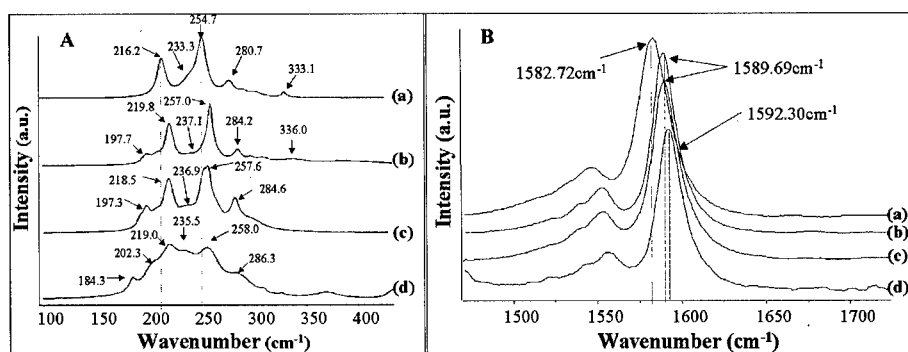 A
254.7
216.2
233.3
280.7
333.1
(a)
219.8
257.0
237.1
284.2
336.0
197.7
(b)
218.5
236.9
257.6
197.3
284.6
(c)
219.0
235.5
258.0
202.3
184.3
286.3
(d)
Intensity (a.u.)
100 150 200 250 300 350 400
Wavenumber (cm-1)
B
1582.72cm-1
1589.69cm-1
1592.30cm-1
(a)
(b)
(c)
(d)
Intensity (a.u.)
1500 1550 1600 1650 1700
Wavenumber (cm-1)